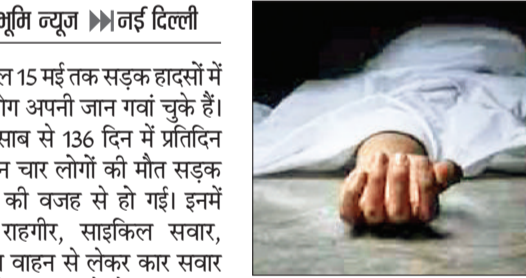 भूमि न्यूज नई दिल्ली
15 मई तक सड़क हादसों में
अपनी जान गवां चुके हैं।
से 136 दिन में प्रतिदिन
चार लोगों की मौत सड़क
की वजह से हो गई। इनमें
राहगीर, साइकिल सवार,
वाहन से लेकर कार सवार